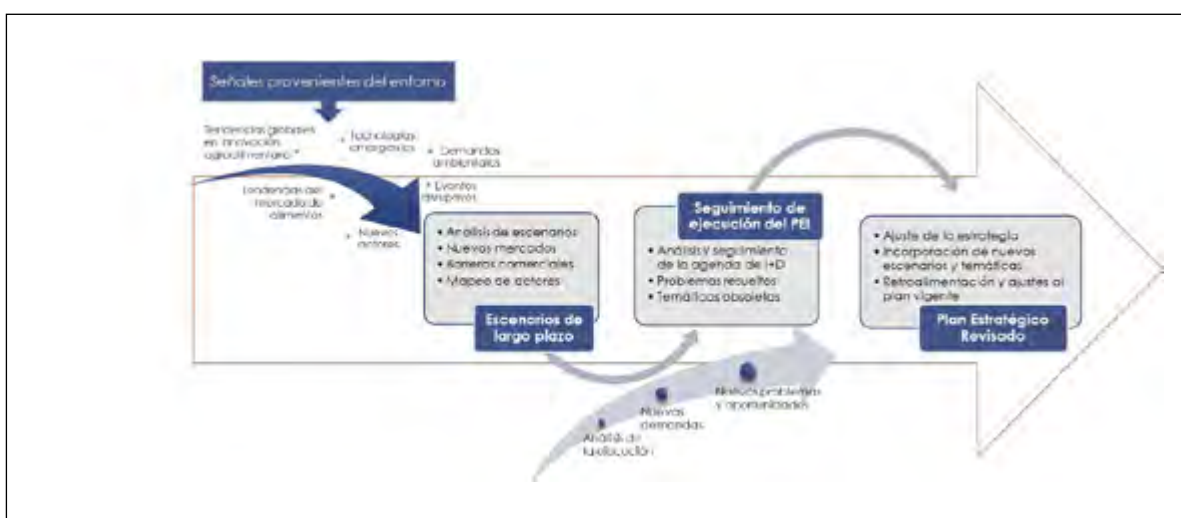 Señales provenientes del entorno
Tendencias globales
en innovación
agroalimentaria
Tecnologías
emergentes
Demandas
ambientales
Tendencias del
mercado de
alimentos
Eventos
disruptivos
Nuevos
actores
• Análisis de escenarios
• Nuevos mercados
• Barreras comerciales
• Mapeo de actores
Escenarios de
largo plazo
Seguimiento de
ejecución del PEI
• Análisis y seguimiento
de la agenda de I+D
• Problemas resueltos
• Temáticas obsoletas
• Ajuste de la estrategia
• Incorporación de nuevos
escenarios y temáticas
• Retroalimentación y ajustes al
plan vigente
Plan Estratégico
Revisado
Análisis de
la ejecución
Nuevas
demandas
Nuevos problemas
y oportunidades